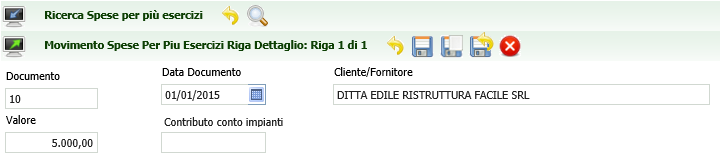 Ricerca Spese per più esercizi
Movimento Spese Per Piu Esercizi Riga Dettaglio: Riga 1 di 1
Documento Data Documento Cliente/Fornitore
10 01/01/2015 DITTA EDILE RISTRUTTURA FACILE SRL
Valore Contributo conto impianti
5.000,00